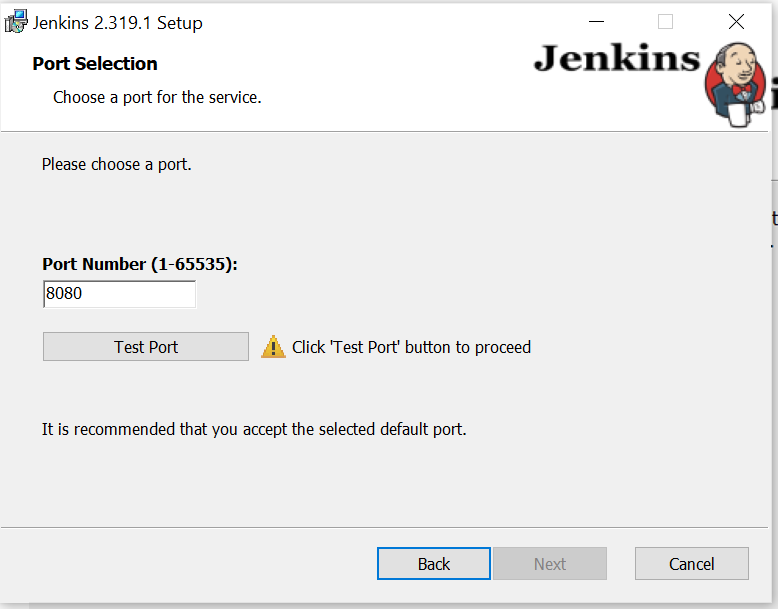 Jenkins 2.319.1 Setup
Port Selection
Jenkins
Choose a port for the service.
Please choose a port.
Port Number (1-65535):
8080
Test Port
Click 'Test Port' button to proceed
It is recommended that you accept the selected default port.
Back
Next
Cancel